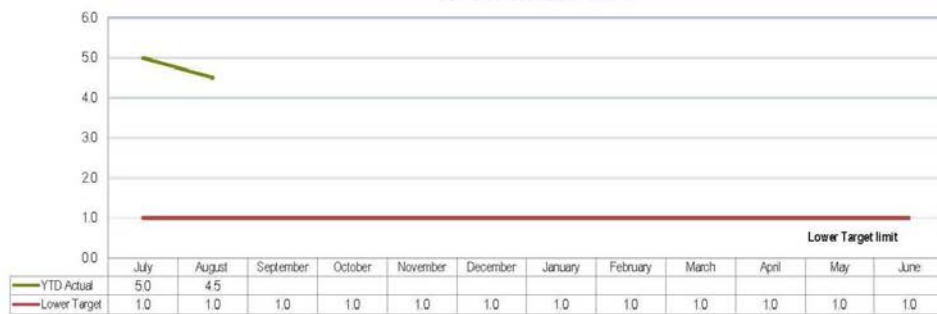 6.0
5.0
4.0
3.0
2.0
1.0
Lower Target limit
0.0
July August September October November December January February March April May June
YTD Actual 5.0 4.5
Lower Target 1.0 1.0 1.0 1.0 1.0 1.0 1.0 1.0 1.0 1.0 1.0 1.0